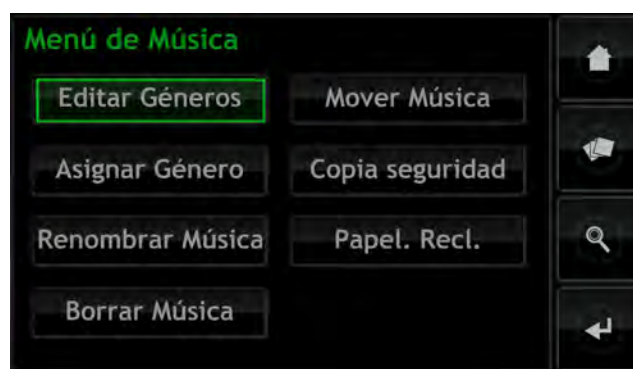 Menú de Música
Editar Géneros
Mover Música
Asignar Género
Copia seguridad
Renombrar Música
Papel. Recl.
Borrar Música